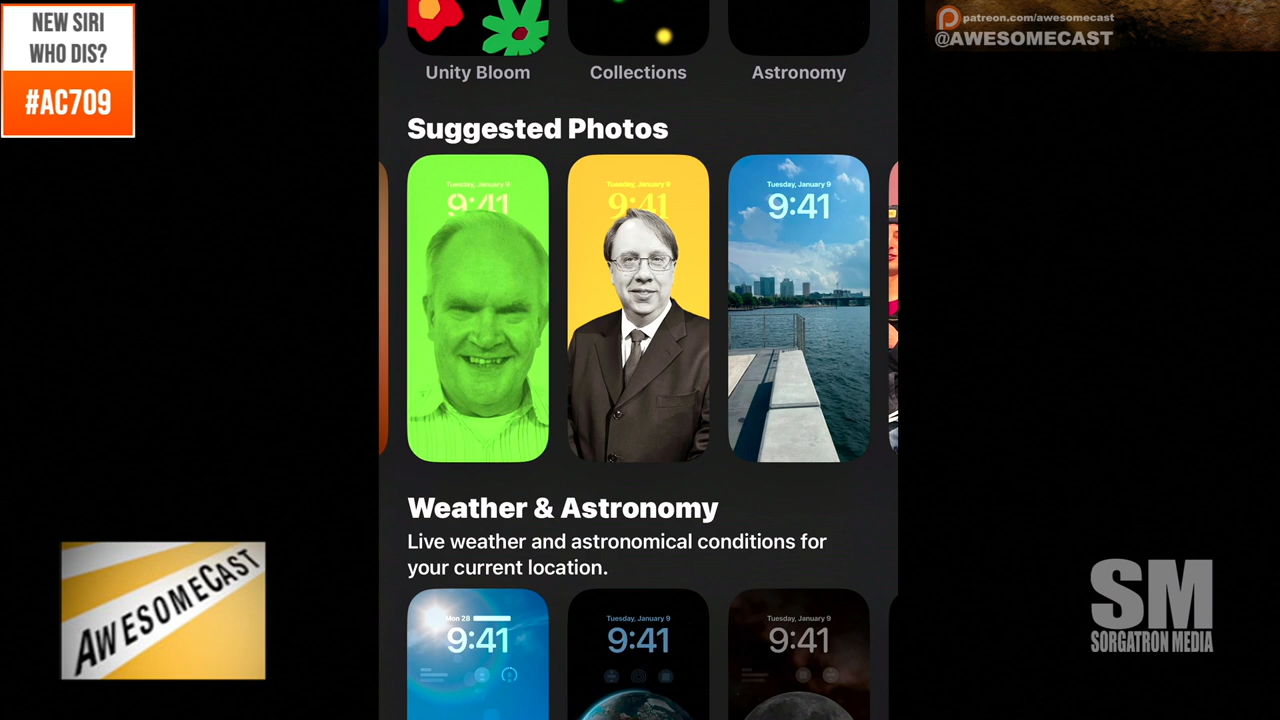 NEW SIRI
WHO DIS?
#AC709
patreon.com/awesomecast
@AWESOMECAST
Unity Bloom
Collections
Astronomy
Suggested Photos
Tuesday, January 9
9:41
Tuesday, January 9
9:41
Tuesday, January 9
9:41
Weather & Astronomy
Live weather and astronomical conditions for
your current location.
Mon 28
9:41
Tuesday, January 9
9:41
Tuesday, January 9
9:41
AWESOMECAST
SM
SORGATRON MEDIA